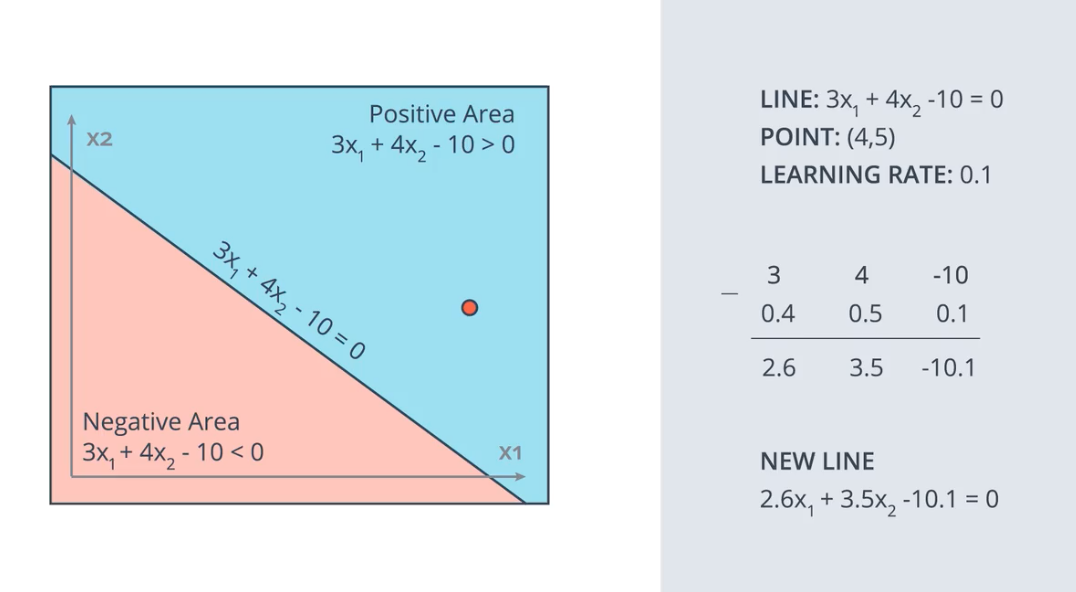 Positive Area
3x₁ + 4x₂ - 10 > 0
X2
3x₁ + 4x₂ - 10 = 0
Negative Area
3x₁ + 4x₂ - 10 < 0
X1
LINE: 3x₁ + 4x₂ -10 = 0
POINT: (4,5)
LEARNING RATE: 0.1
3 4 -10
—
0.4 0.5 0.1
2.6 3.5 -10.1
NEW LINE
2.6x₁ + 3.5x₂ -10.1 = 0